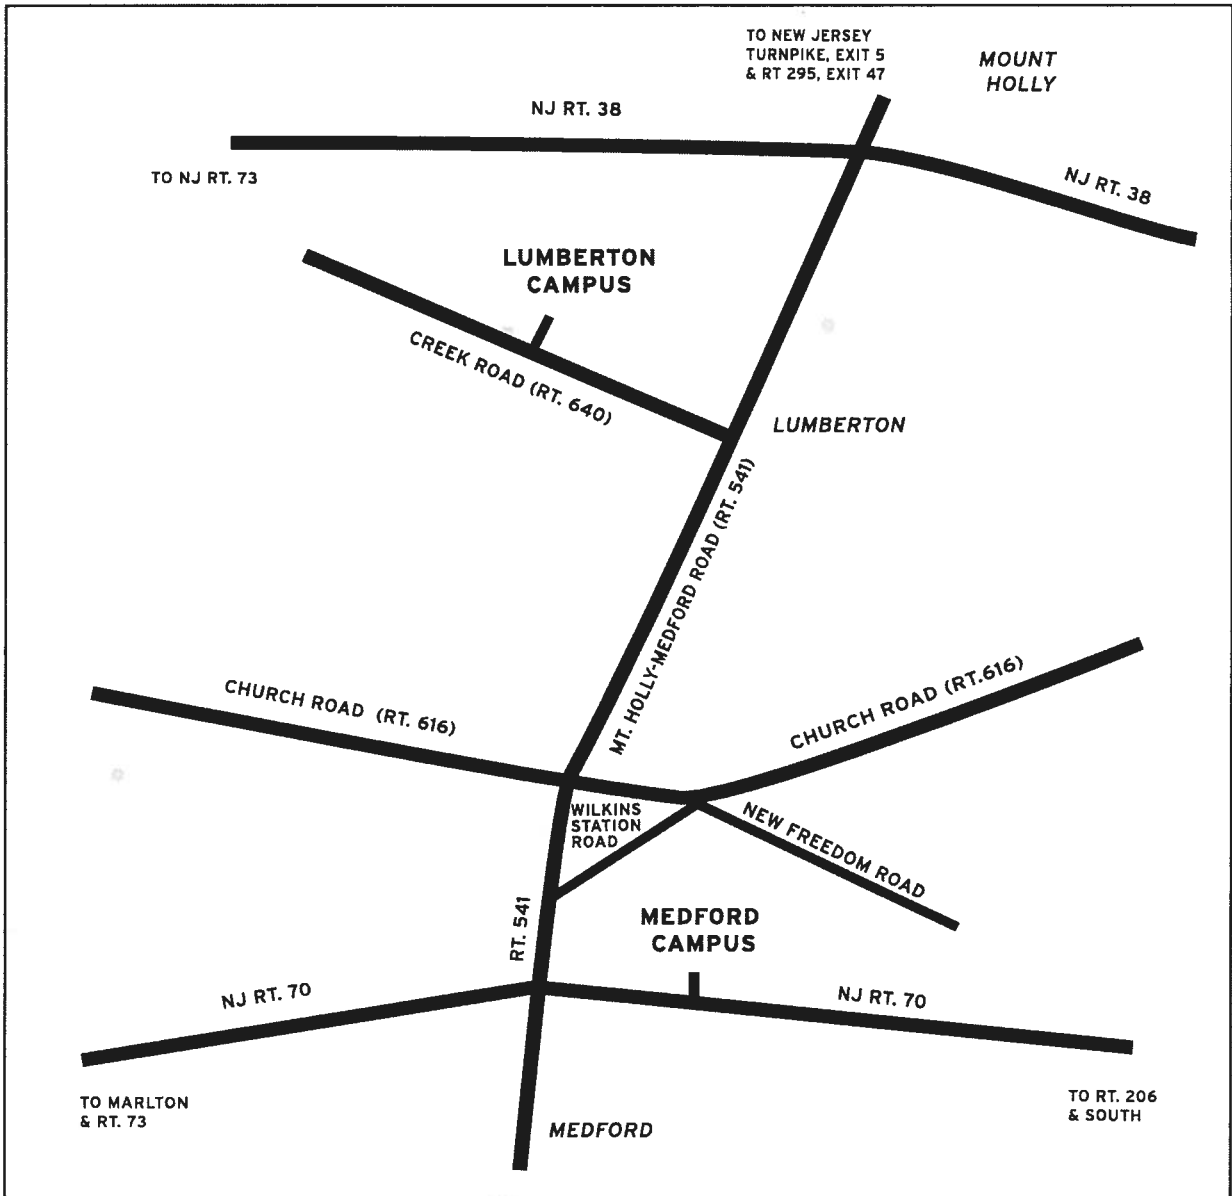 TO NEW JERSEY
TURNPIKE, EXIT 5
& RT 295, EXIT 47
MOUNT
HOLLY
NJ RT. 38
TO NJ RT. 73
NJ RT. 38
LUMBERTON
CAMPUS
CREEK ROAD (RT. 640)
LUMBERTON
MT. HOLLY-MEDFORD ROAD (RT. 541)
CHURCH ROAD (RT. 616)
CHURCH ROAD (RT.616)
WILKINS
STATION
ROAD
NEW FREEDOM ROAD
RT. 541
MEDFORD
CAMPUS
NJ RT. 70
NJ RT. 70
TO MARLTON
& RT. 73
MEDFORD
TO RT. 206
& SOUTH